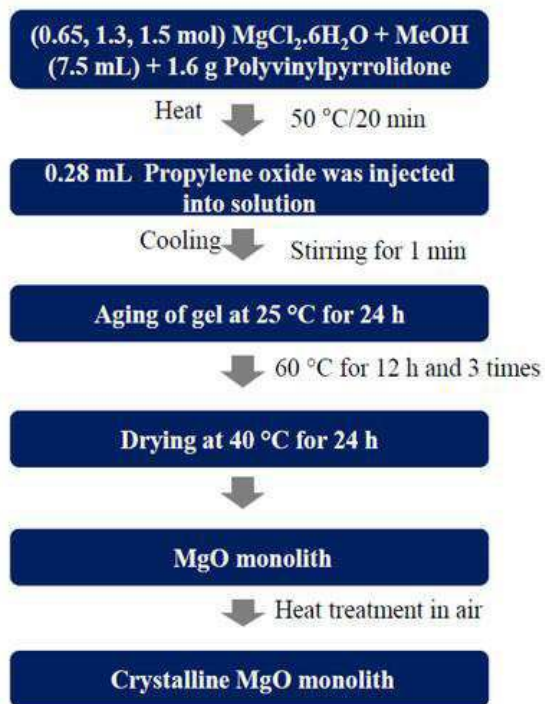 (0.65, 1.3, 1.5 mol) MgCl₂.6H₂O + MeOH
(7.5 mL) + 1.6 g Polyvinylpyrrolidone
Heat
50 °C/20 min
0.28 mL Propylene oxide was injected
into solution
Cooling
Stirring for 1 min
Aging of gel at 25 °C for 24 h
60 °C for 12 h and 3 times
Drying at 40 °C for 24 h
MgO monolith
Heat treatment in air
Crystalline MgO monolith